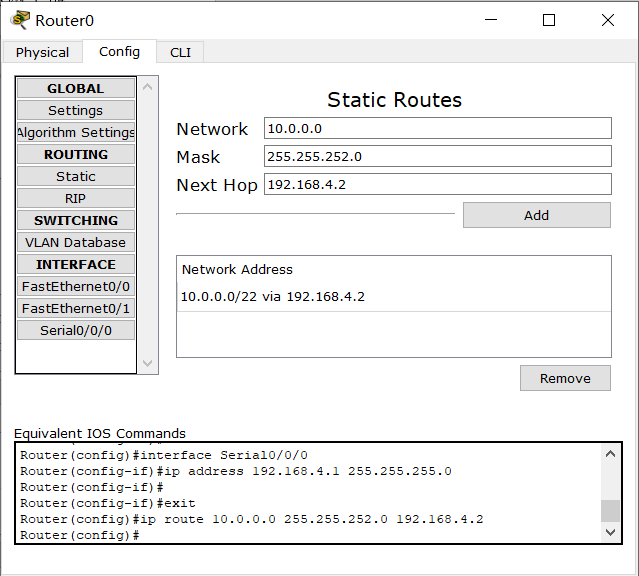 Router0
Physical Config CLI
GLOBAL
Settings
Algorithm Settings
ROUTING
Static
RIP
SWITCHING
VLAN Database
INTERFACE
FastEthernet0/0
FastEthernet0/1
Serial0/0/0
Static Routes
Network 10.0.0.0
Mask 255.255.252.0
Next Hop 192.168.4.2
Add
Network Address
10.0.0.0/22 via 192.168.4.2
Remove
Equivalent IOS Commands
Router(config)#interface Serial0/0/0
Router(config-if)#ip address 192.168.4.1 255.255.255.0
Router(config-if)#
Router(config-if)#exit
Router(config)#ip route 10.0.0.0 255.255.252.0 192.168.4.2
Router(config)#